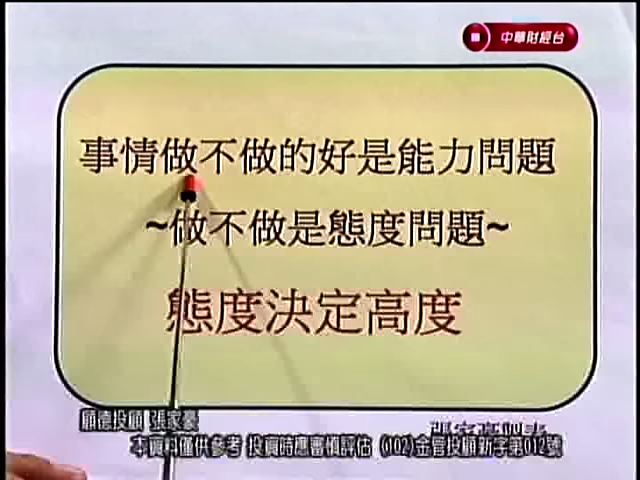 中華財經台
事情做不做的好是能力問題
~做不做是態度問題~
態度決定高度
顧德投顧 張家豪
本資料僅供參考 投資時應審慎評估 (102)金管投顧新字第012號